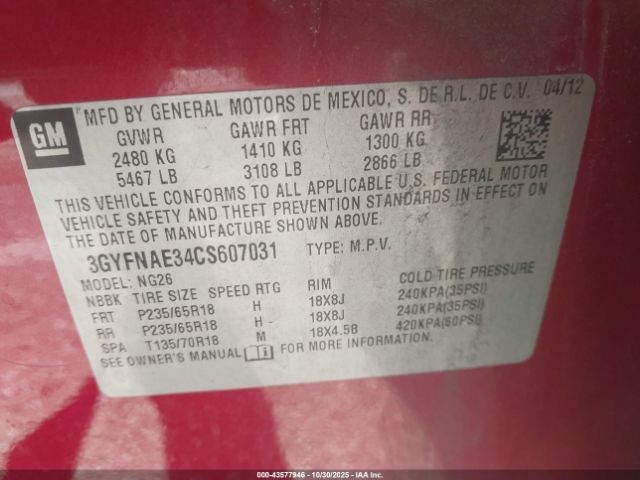 GM
MFD BY GENERAL MOTORS DE MEXICO, S. DE R.L. DE C.V. 04/12
GVWR GAWR FRT GAWR RR
2480 KG 1410 KG 1300 KG
5467 LB 3108 LB 2866 LB
THIS VEHICLE CONFORMS TO ALL APPLICABLE U.S. FEDERAL MOTOR
VEHICLE SAFETY AND THEFT PREVENTION STANDARDS IN EFFECT ON
THE DATE OF MANUFACTURE SHOWN ABOVE.
3GYFNAE34CS607031 TYPE: M.P.V.
MODEL: NG26
NBBK TIRE SIZE SPEED RTG RIM COLD TIRE PRESSURE
FRT P235/65R18 H 18X8J 240KPA(35PSI)
RR P235/65R18 H 18X8J 240KPA(35PSI)
SPA T135/70R18 M 18X4.5B 420KPA(60PSI)
SEE OWNER'S MANUAL FOR MORE INFORMATION.
000-43577946 - 10/30/2025 - IAA Inc.